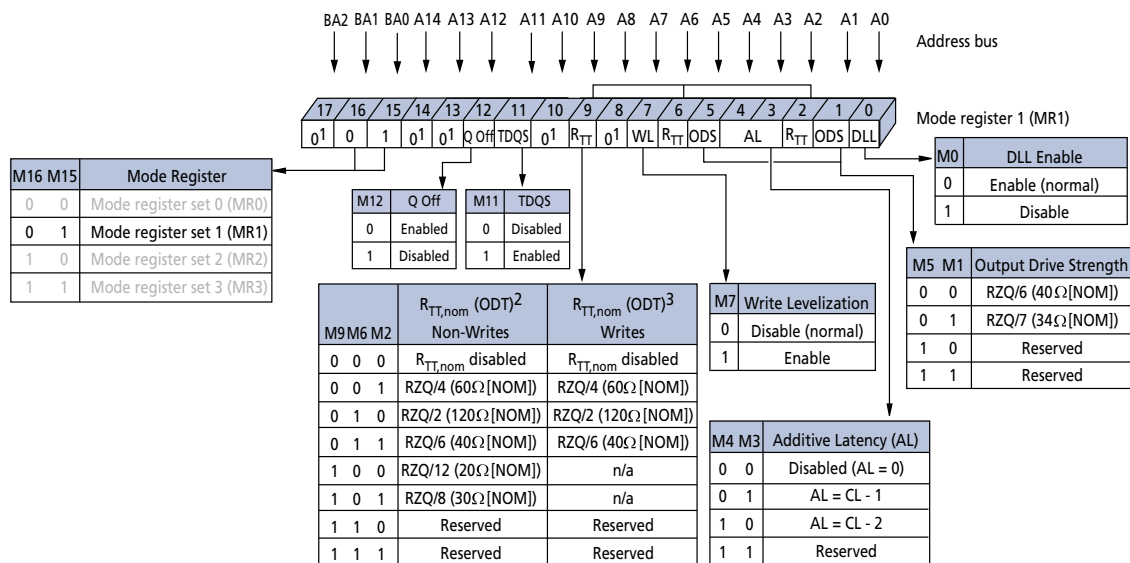 BA2 BA1 BA0 A14 A13 A12 A11 A10 A9 A8 A7 A6 A5 A4 A3 A2 A1 A0
Address bus
17 16 15 14 13 12 11 10 9 8 7 6 5 4 3 2 1 0
0¹ 0 1 0¹ 0¹ Q Off TDQS 0¹ RTT 0¹ WL RTT ODS AL RTT ODS DLL
Mode register 1 (MR1)
M16 M15 Mode Register
0 0 Mode register set 0 (MR0)
0 1 Mode register set 1 (MR1)
1 0 Mode register set 2 (MR2)
1 1 Mode register set 3 (MR3)
M12 Q Off
0 Enabled
1 Disabled
M11 TDQS
0 Disabled
1 Enabled
M0 DLL Enable
0 Enable (normal)
1 Disable
M5 M1 Output Drive Strength
0 0 RZQ/6 (40Ω[NOM])
0 1 RZQ/7 (34Ω[NOM])
1 0 Reserved
1 1 Reserved
M9 M6 M2
RTT,nom (ODT)²
Non-Writes
RTT,nom (ODT)³
Writes
0 0 0 RTT,nom disabled RTT,nom disabled
0 0 1 RZQ/4 (60Ω[NOM]) RZQ/4 (60Ω[NOM])
0 1 0 RZQ/2 (120Ω[NOM]) RZQ/2 (120Ω[NOM])
0 1 1 RZQ/6 (40Ω[NOM]) RZQ/6 (40Ω[NOM])
1 0 0 RZQ/12 (20Ω[NOM]) n/a
1 0 1 RZQ/8 (30Ω[NOM]) n/a
1 1 0 Reserved Reserved
1 1 1 Reserved Reserved
M7 Write Levelization
0 Disable (normal)
1 Enable
M4 M3 Additive Latency (AL)
0 0 Disabled (AL = 0)
0 1 AL = CL - 1
1 0 AL = CL - 2
1 1 Reserved